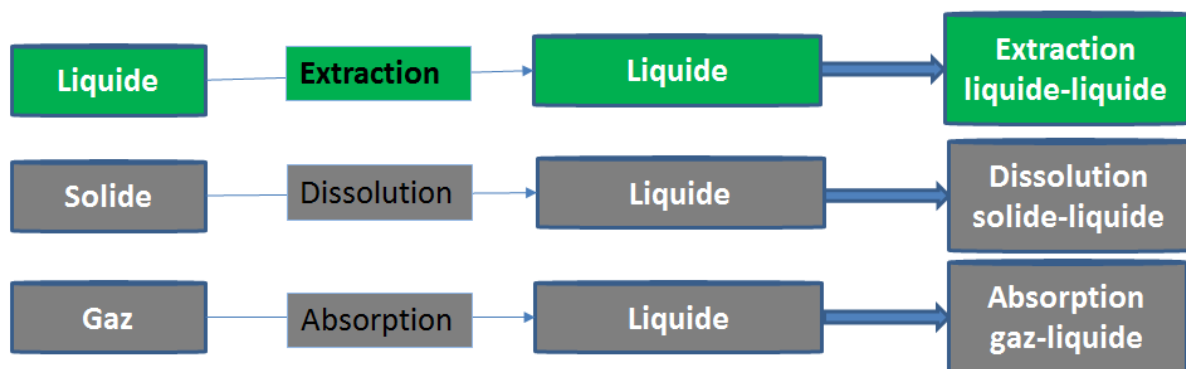 Liquide
Extraction
Liquide
Extraction
liquide-liquide
Solide
Dissolution
Liquide
Dissolution
solide-liquide
Gaz
Absorption
Liquide
Absorption
gaz-liquide